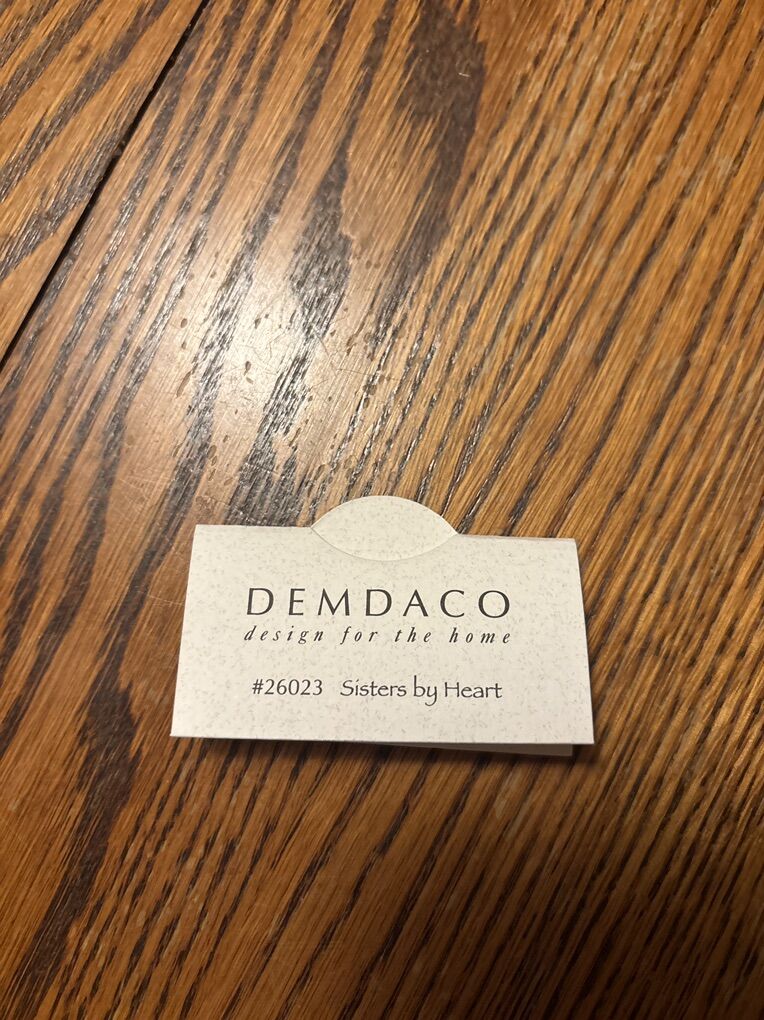 DEMDACO
design for the home
#26023 Sisters by Heart